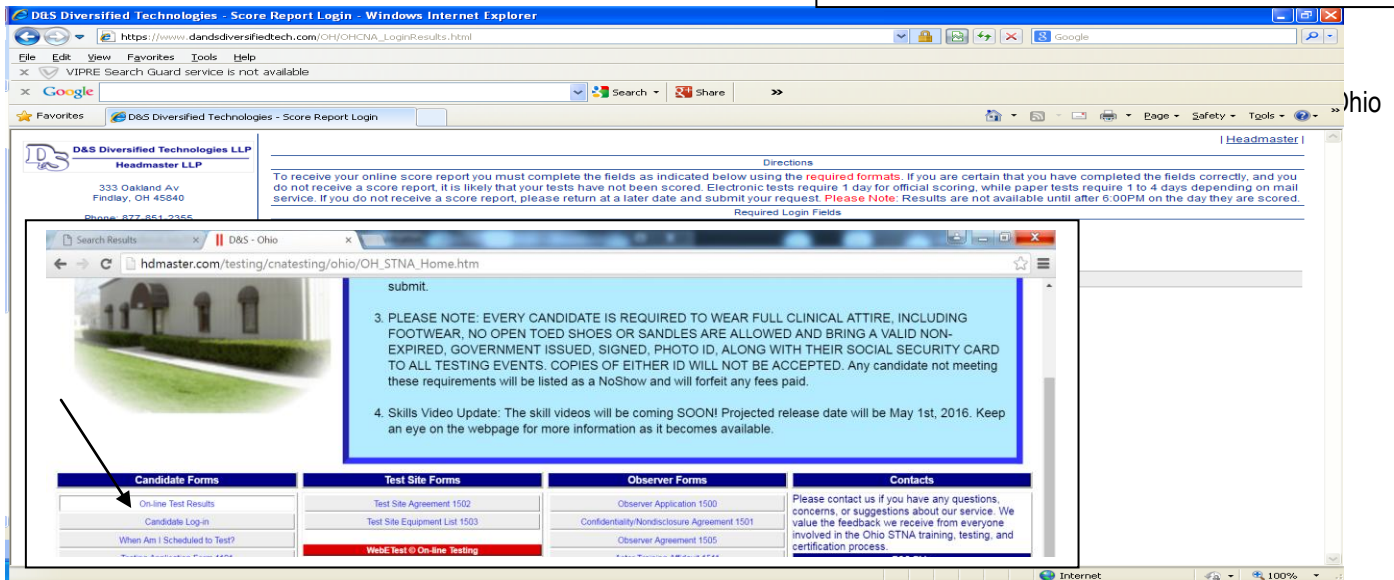 D&S Diversified Technologies - Score Report Login - Windows Internet Explorer
https://www.dandsdiversifiedtech.com/OH/OHCNA_LoginResults.html
Google
File Edit View Favorites Tools Help
x VIPRE Search Guard service is not available
x Google Search Share »
hio
Favorites D&S Diversified Technologies - Score Report Login Page Safety Tools »
| Headmaster |
D&S Diversified Technologies LLP
Headmaster LLP
333 Oakland Av
Findlay, OH 45840
Phone: 877-851-2355
Directions
To receive your online score report you must complete the fields as indicated below using the required formats. If you are certain that you have completed the fields correctly, and you
do not receive a score report, it is likely that your tests have not been scored. Electronic tests require 1 day for official scoring, while paper tests require 1 to 4 days depending on mail
service. If you do not receive a score report, please return at a later date and submit your request. Please Note: Results are not available until after 6:00PM on the day they are scored.
Required Login Fields
Search Results × D&S - Ohio ×
hdmaster.com/testing/cnatesting/ohio/OH_STNA_Home.htm
submit.
3. PLEASE NOTE: EVERY CANDIDATE IS REQUIRED TO WEAR FULL CLINICAL ATTIRE, INCLUDING
FOOTWEAR, NO OPEN TOED SHOES OR SANDLES ARE ALLOWED AND BRING A VALID NON-
EXPIRED, GOVERNMENT ISSUED, SIGNED, PHOTO ID, ALONG WITH THEIR SOCIAL SECURITY CARD
TO ALL TESTING EVENTS. COPIES OF EITHER ID WILL NOT BE ACCEPTED. Any candidate not meeting
these requirements will be listed as a NoShow and will forfeit any fees
paid.
4. Skills Video Update: The skill videos will be coming SOON! Projected release date will be May 1st, 2016. Keep
an eye on the webpage for more information as it becomes available.
Candidate Forms
On-line Test Results
Candidate Log-in
When Am I Scheduled to Test?
Test Site Forms
Test Site Agreement 1502
Test Site Equipment List 1503
WebETest © On-line Testing
Observer Forms
Observer Application 1500
Confidentiality/Nondisclosure Agreement 1501
Observer Agreement 1505
Contacts
Please contact us if you have any questions,
concerns, or suggestions about our service. We
value the feedback we receive from everyone
involved in the Ohio STNA training, testing, and
certification process.
Internet 100%